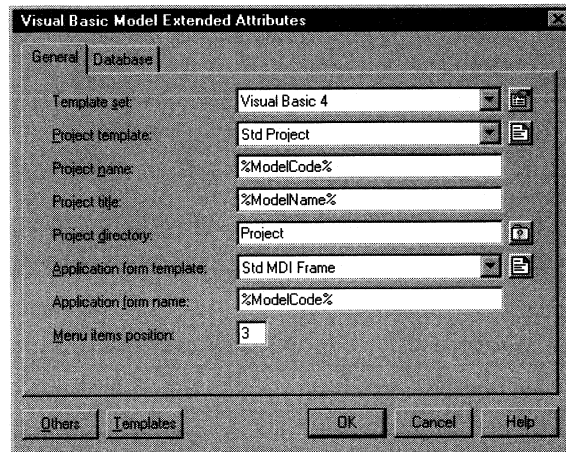 Visual Basic Model Extended Attributes
General Database
Template set: Visual Basic 4
Project template: Std Project
Project name: %ModelCode%
Project title: %ModelName%
Project directory: Project
Application form template: Std MDI Frame
Application form name: %ModelCode%
Menu items position: 3
Others Templates OK Cancel Help